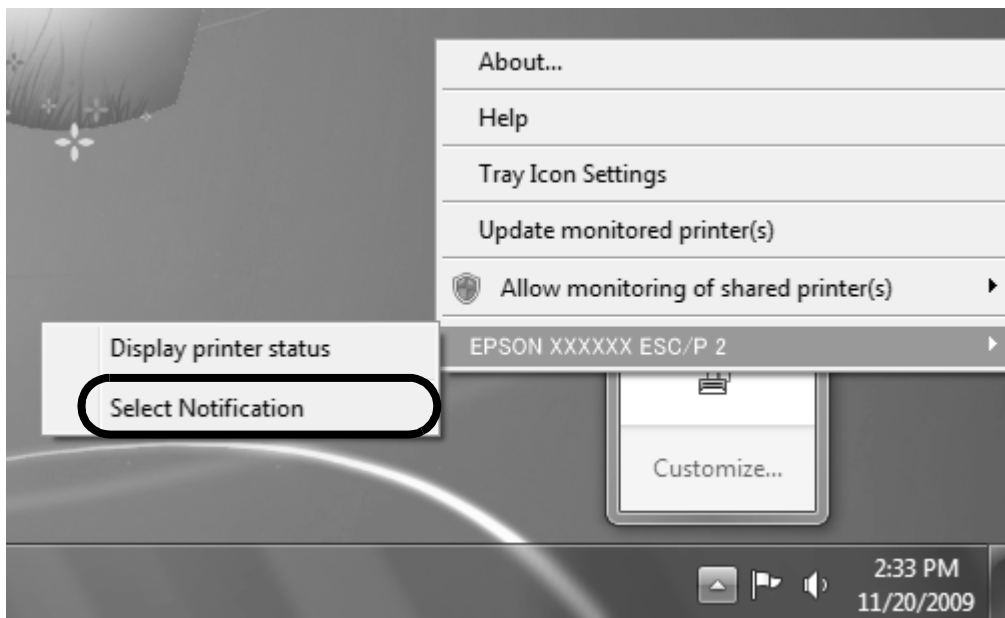 About...
Help
Tray Icon Settings
Update monitored printer(s)
Allow monitoring of shared printer(s)
EPSON XXXXXX ESC/P 2
Display printer status
Select Notification
Customize...
2:33 PM
11/20/2009